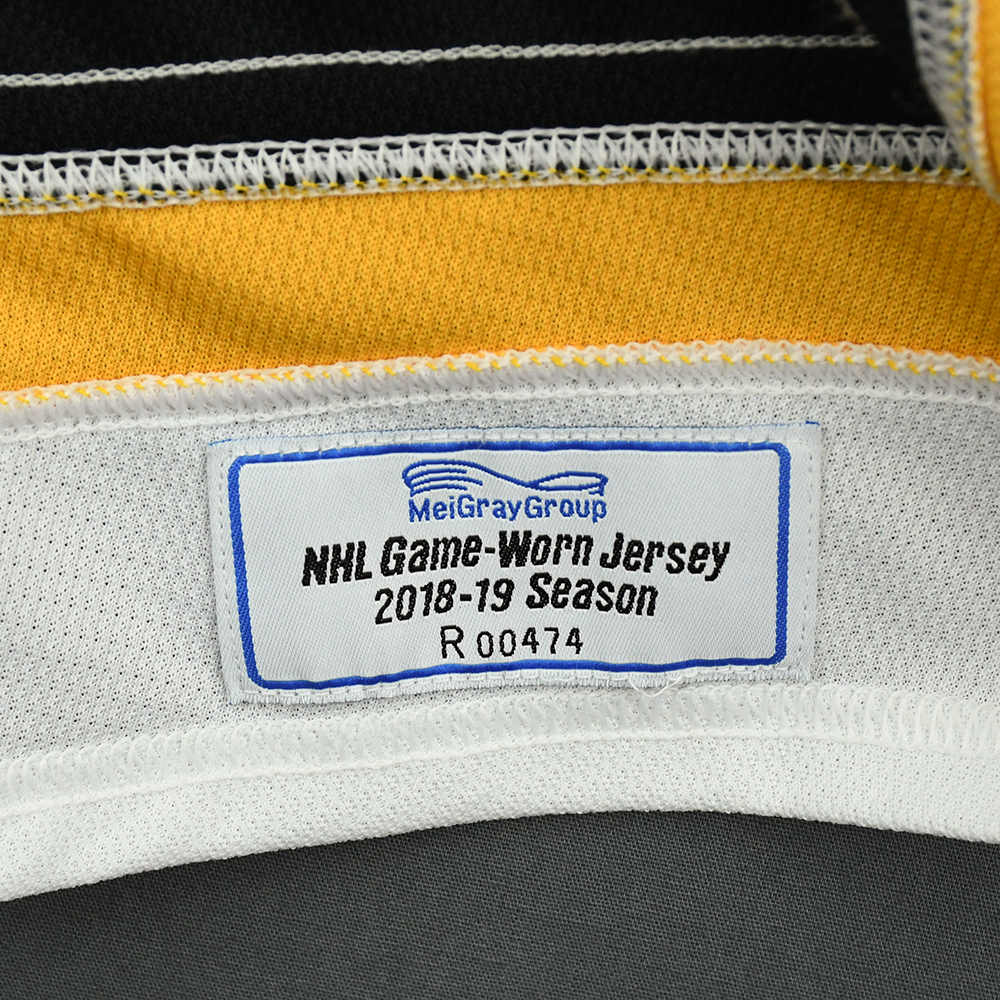 MeiGrayGroup
NHL Game-Worn Jersey
2018-19 Season
R 00474